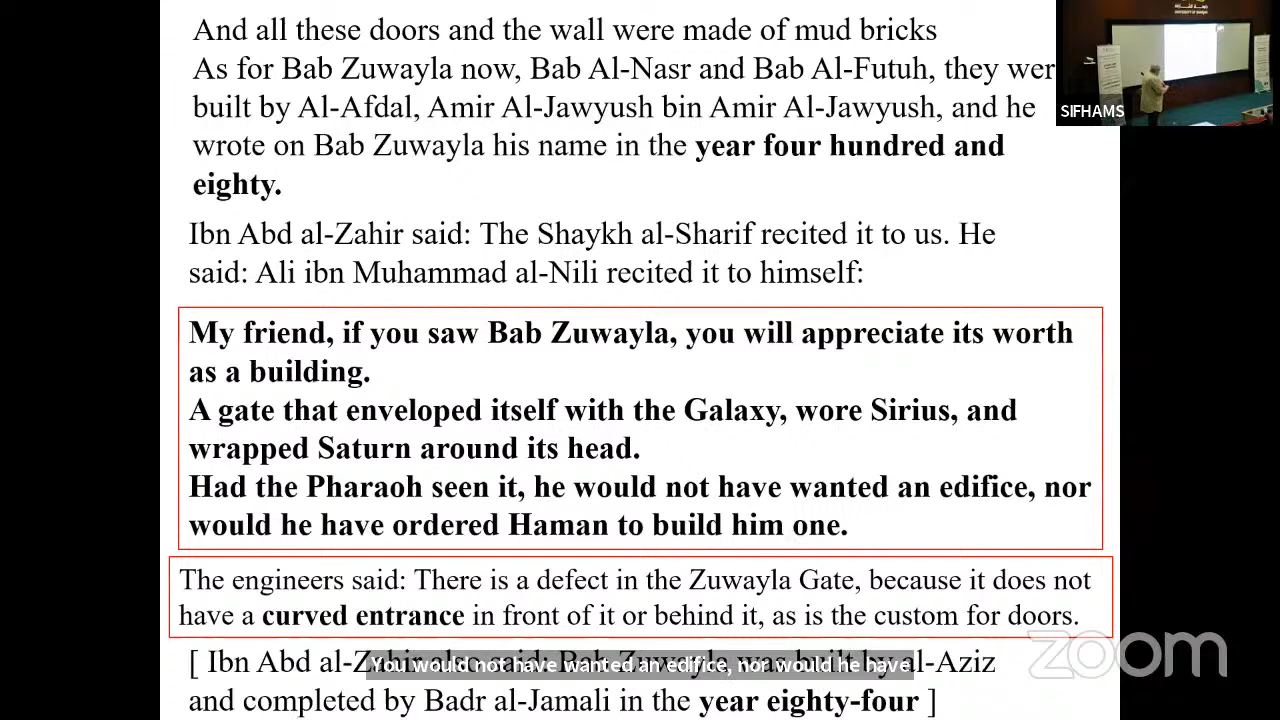 And all these doors and the wall were made of mud bricks
As for Bab Zuwayla now, Bab Al-Nasr and Bab Al-Futuh, they wer
built by Al-Afdal, Amir Al-Jawyush bin Amir Al-Jawyush, and he
wrote on Bab Zuwayla his name in the year four hundred and
eighty.
Ibn Abd al-Zahir said: The Shaykh al-Sharif recited it to us. He
said: Ali ibn Muhammad al-Nili recited it to himself:
My friend, if you saw Bab Zuwayla, you will appreciate its worth
as a building.
A gate that enveloped itself with the Galaxy, wore Sirius, and
wrapped Saturn around its head.
Had the Pharaoh seen it, he would not have wanted an edifice, nor
would he have ordered Haman to build him one.
The engineers said: There is a defect in the Zuwayla Gate, because it does not
have a curved entrance in front of it or behind it, as is the custom for doors.
[ Ibn Abd al-Zahir also said: Bab Zuwayla was built by al-Aziz
and completed by Badr al-Jamali in the year eighty-four ]
You would not have wanted an edifice, nor would he have.
SIFHAMS
zoom